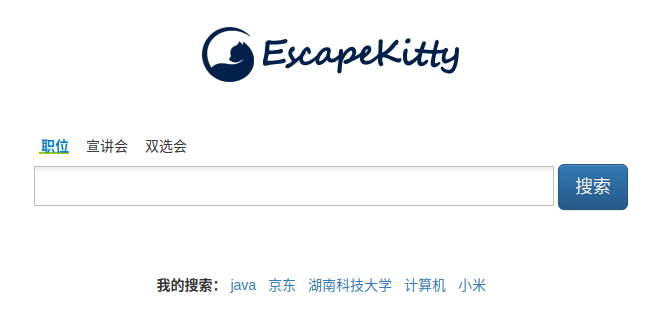 EscapeKitty
职位 宣讲会 双选会
搜索
我的搜索： java 京东 湖南科技大学 计算机 小米